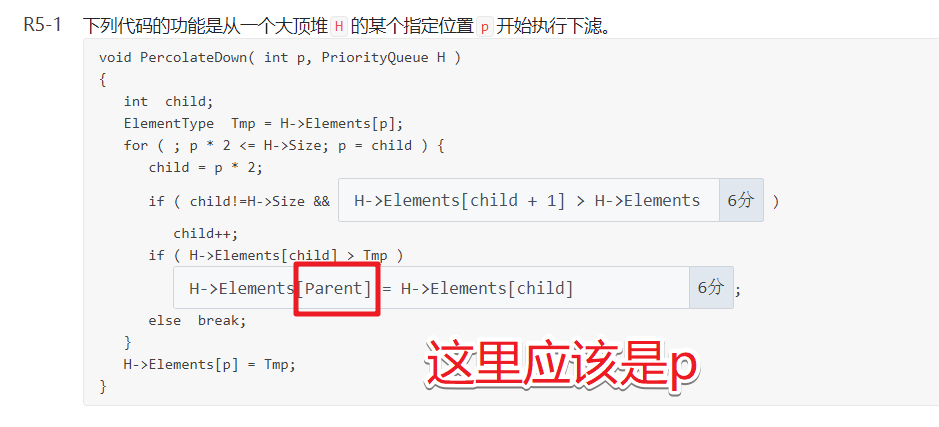 R5-1 下列代码的功能是从一个大顶堆 H 的某个指定位置 p 开始执行下滤。
void PercolateDown( int p, PriorityQueue H )
{
int child;
ElementType Tmp = H->Elements[p];
for ( ; p * 2 <= H->Size; p = child ) {
child = p * 2;
if ( child!=H->Size && H->Elements[child + 1] > H->Elements 6分 )
child++;
if ( H->Elements[child] > Tmp )
H->Elements[Parent] = H->Elements[child] 6分 ;
else break;
}
H->Elements[p] = Tmp;
}
这里应该是p